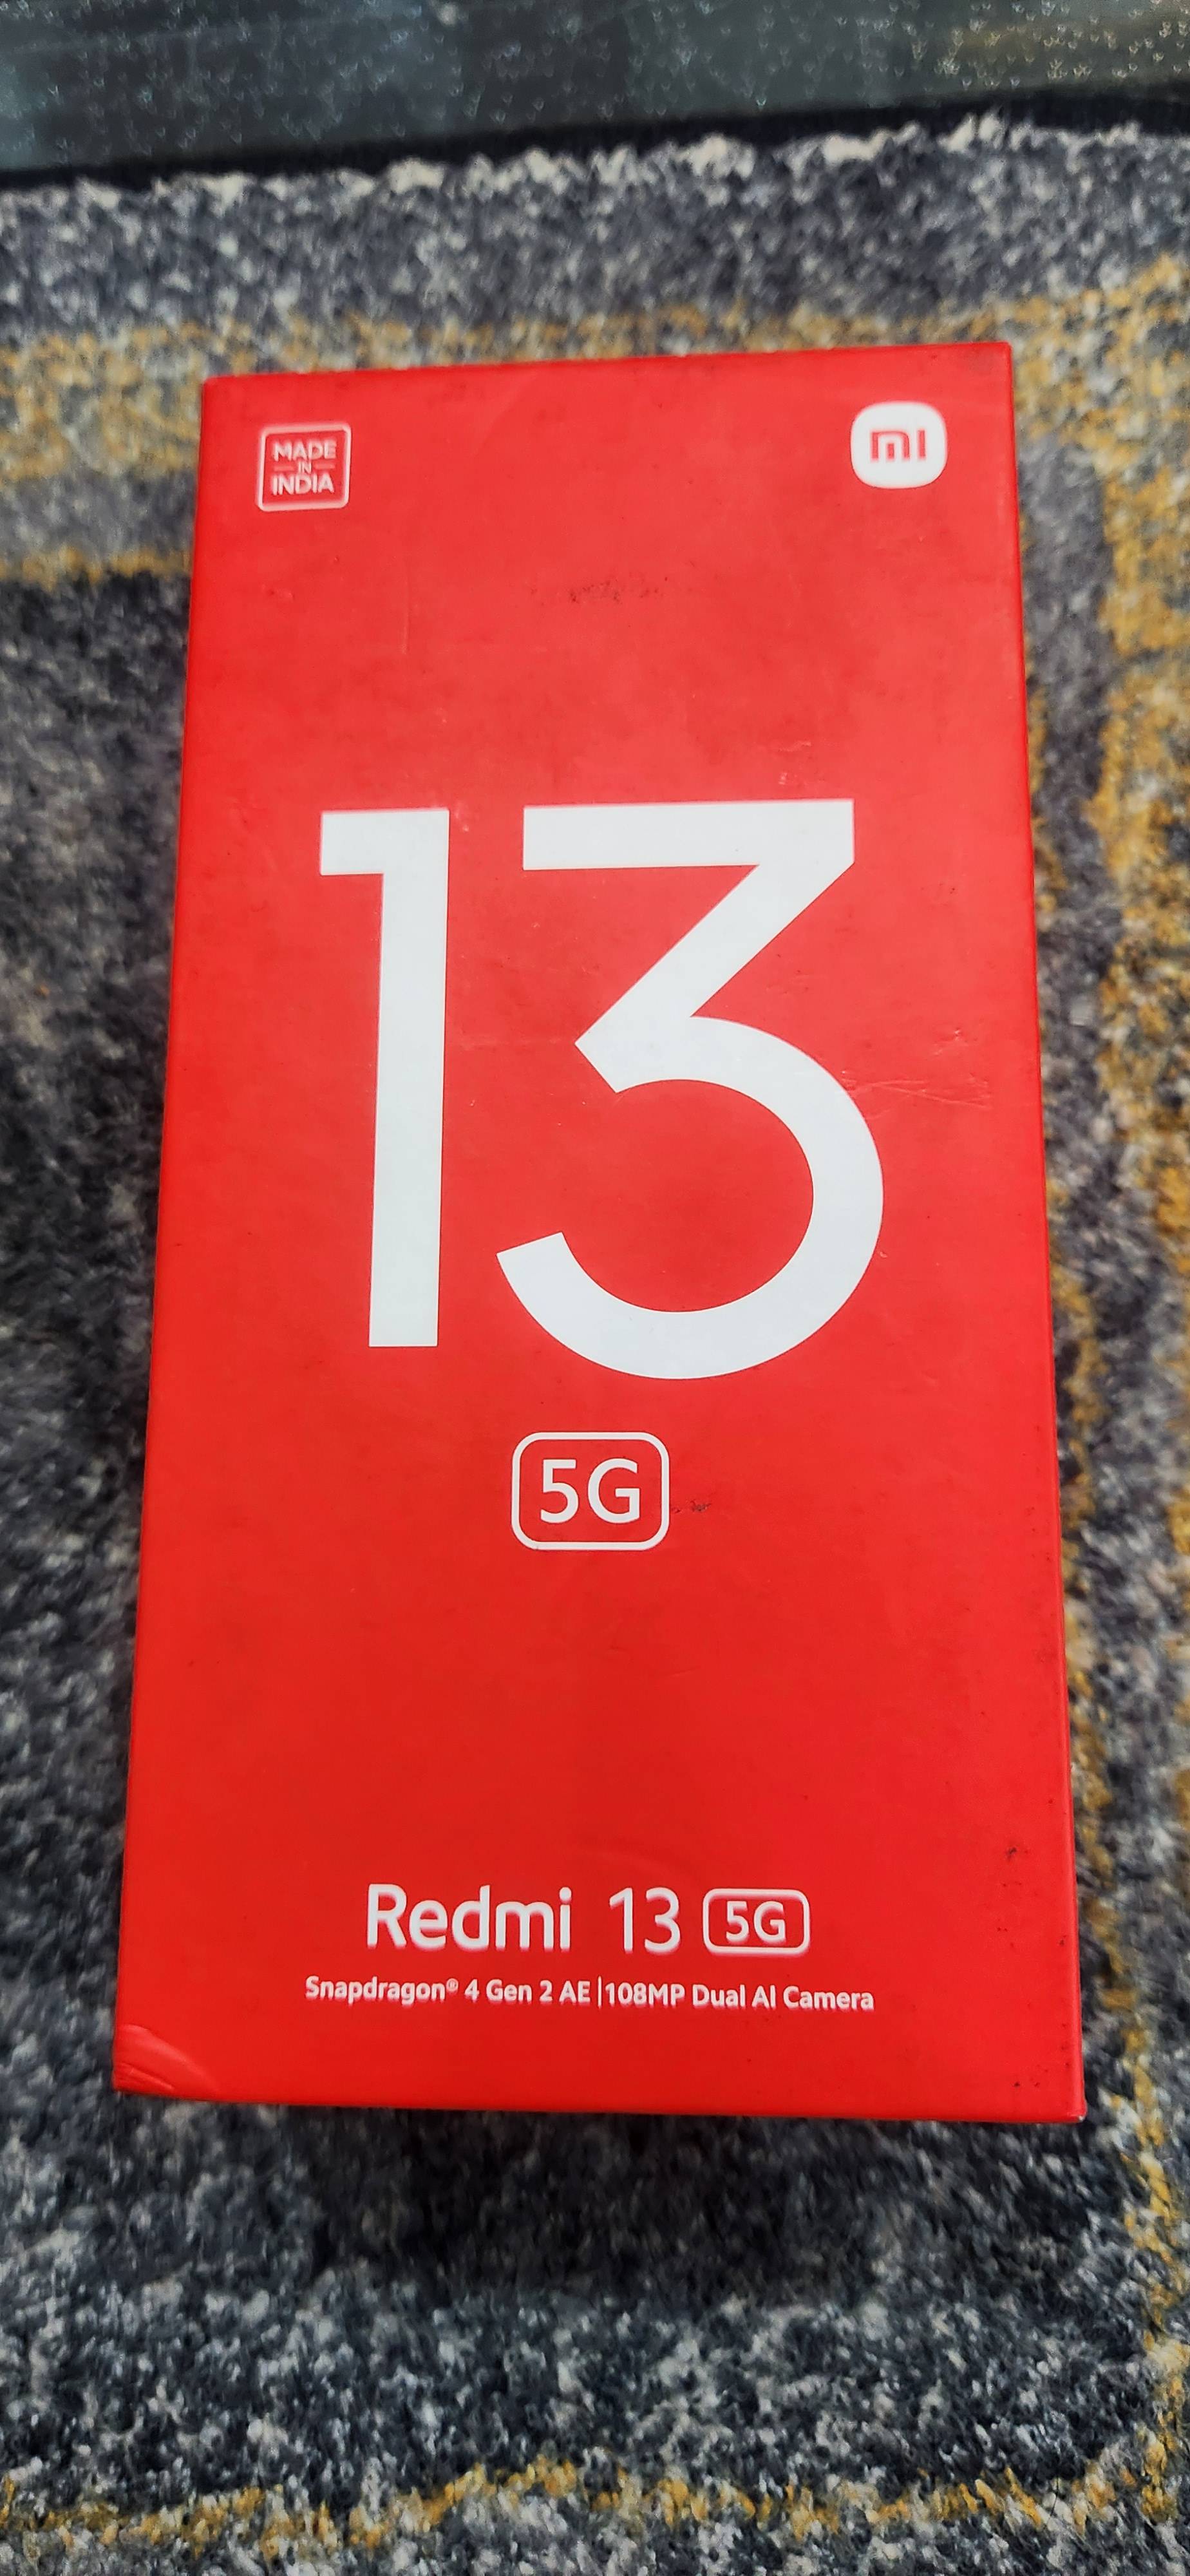 MADE
IN
INDIA
mi
13
5G
Redmi 13 5G
Snapdragon® 4 Gen 2 AE | 108MP Dual AI Camera